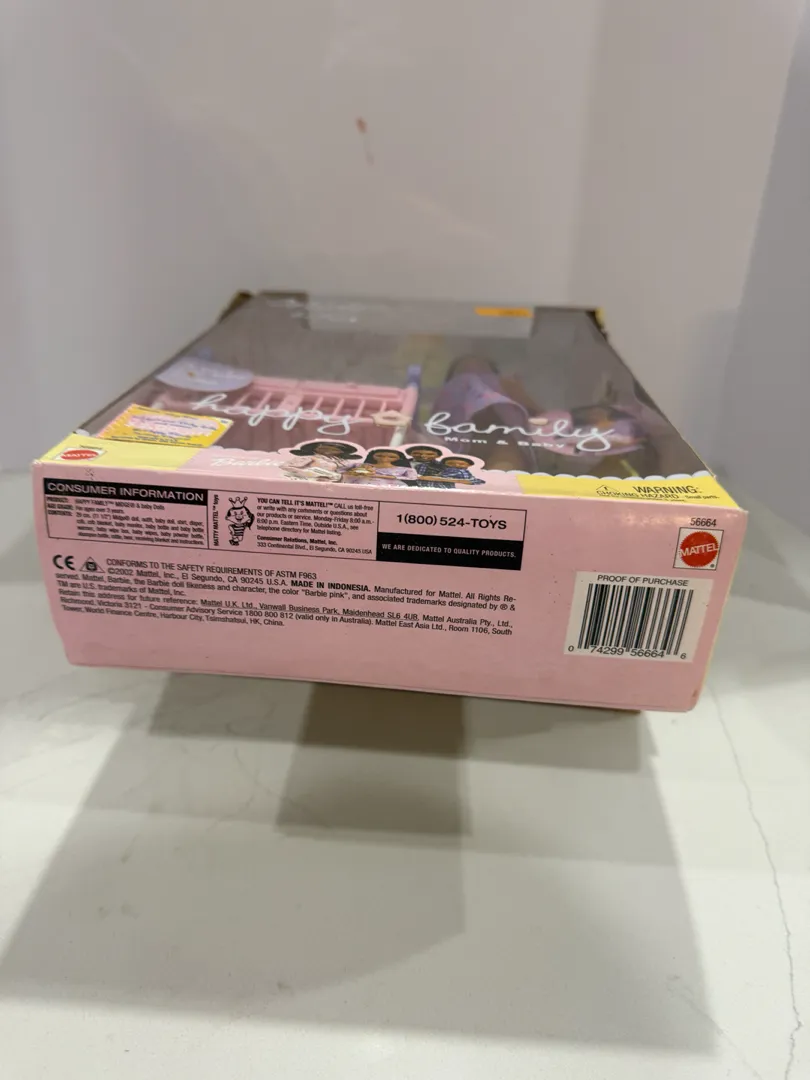 happy family
Mom & Baby
Barbie
MATTEL
WARNING:
CHOKING HAZARD - Small parts.
CONSUMER INFORMATION
MATTY MATTEL™ toys
YOU CAN TELL IT'S MATTEL!™ CALL us toll-free
or write with any comments or questions about
our products or service. Monday-Friday 8:00 a.m.-
8:00 p.m. Eastern Time. Outside U.S.A., see
telephone directory for Mattel listing.
Consumer Relations, Mattel, Inc.
333 Continental Blvd., El Segundo, CA 90245 USA
1(800) 524-TOYS
WE ARE DEDICATED TO QUALITY PRODUCTS.
56664
MATTEL
CE CONFORMS TO THE SAFETY REQUIREMENTS OF ASTM F963
©2002 Mattel, Inc., El Segundo, CA 90245 U.S.A. MADE IN INDONESIA. Manufactured for Mattel. All Rights Re-
served. Mattel, Barbie, the Barbie doll likeness and character, the color "Barbie pink", and associated trademarks designated by ® &
TM are U.S. trademarks of Mattel, Inc.
Retain this address for future reference: Mattel U.K. Ltd., Vanwall Business Park, Maidenhead SL6 4UB. Mattel Australia Pty., Ltd.,
Richmond, Victoria 3121 - Consumer Advisory Service 1800 800 812 (valid only in Australia). Mattel East Asia Ltd., Room 1106, South
Tower, World Finance Centre, Harbour City, Tsimshatsui, HK, China.
PROOF OF PURCHASE
0 74299 56664 6